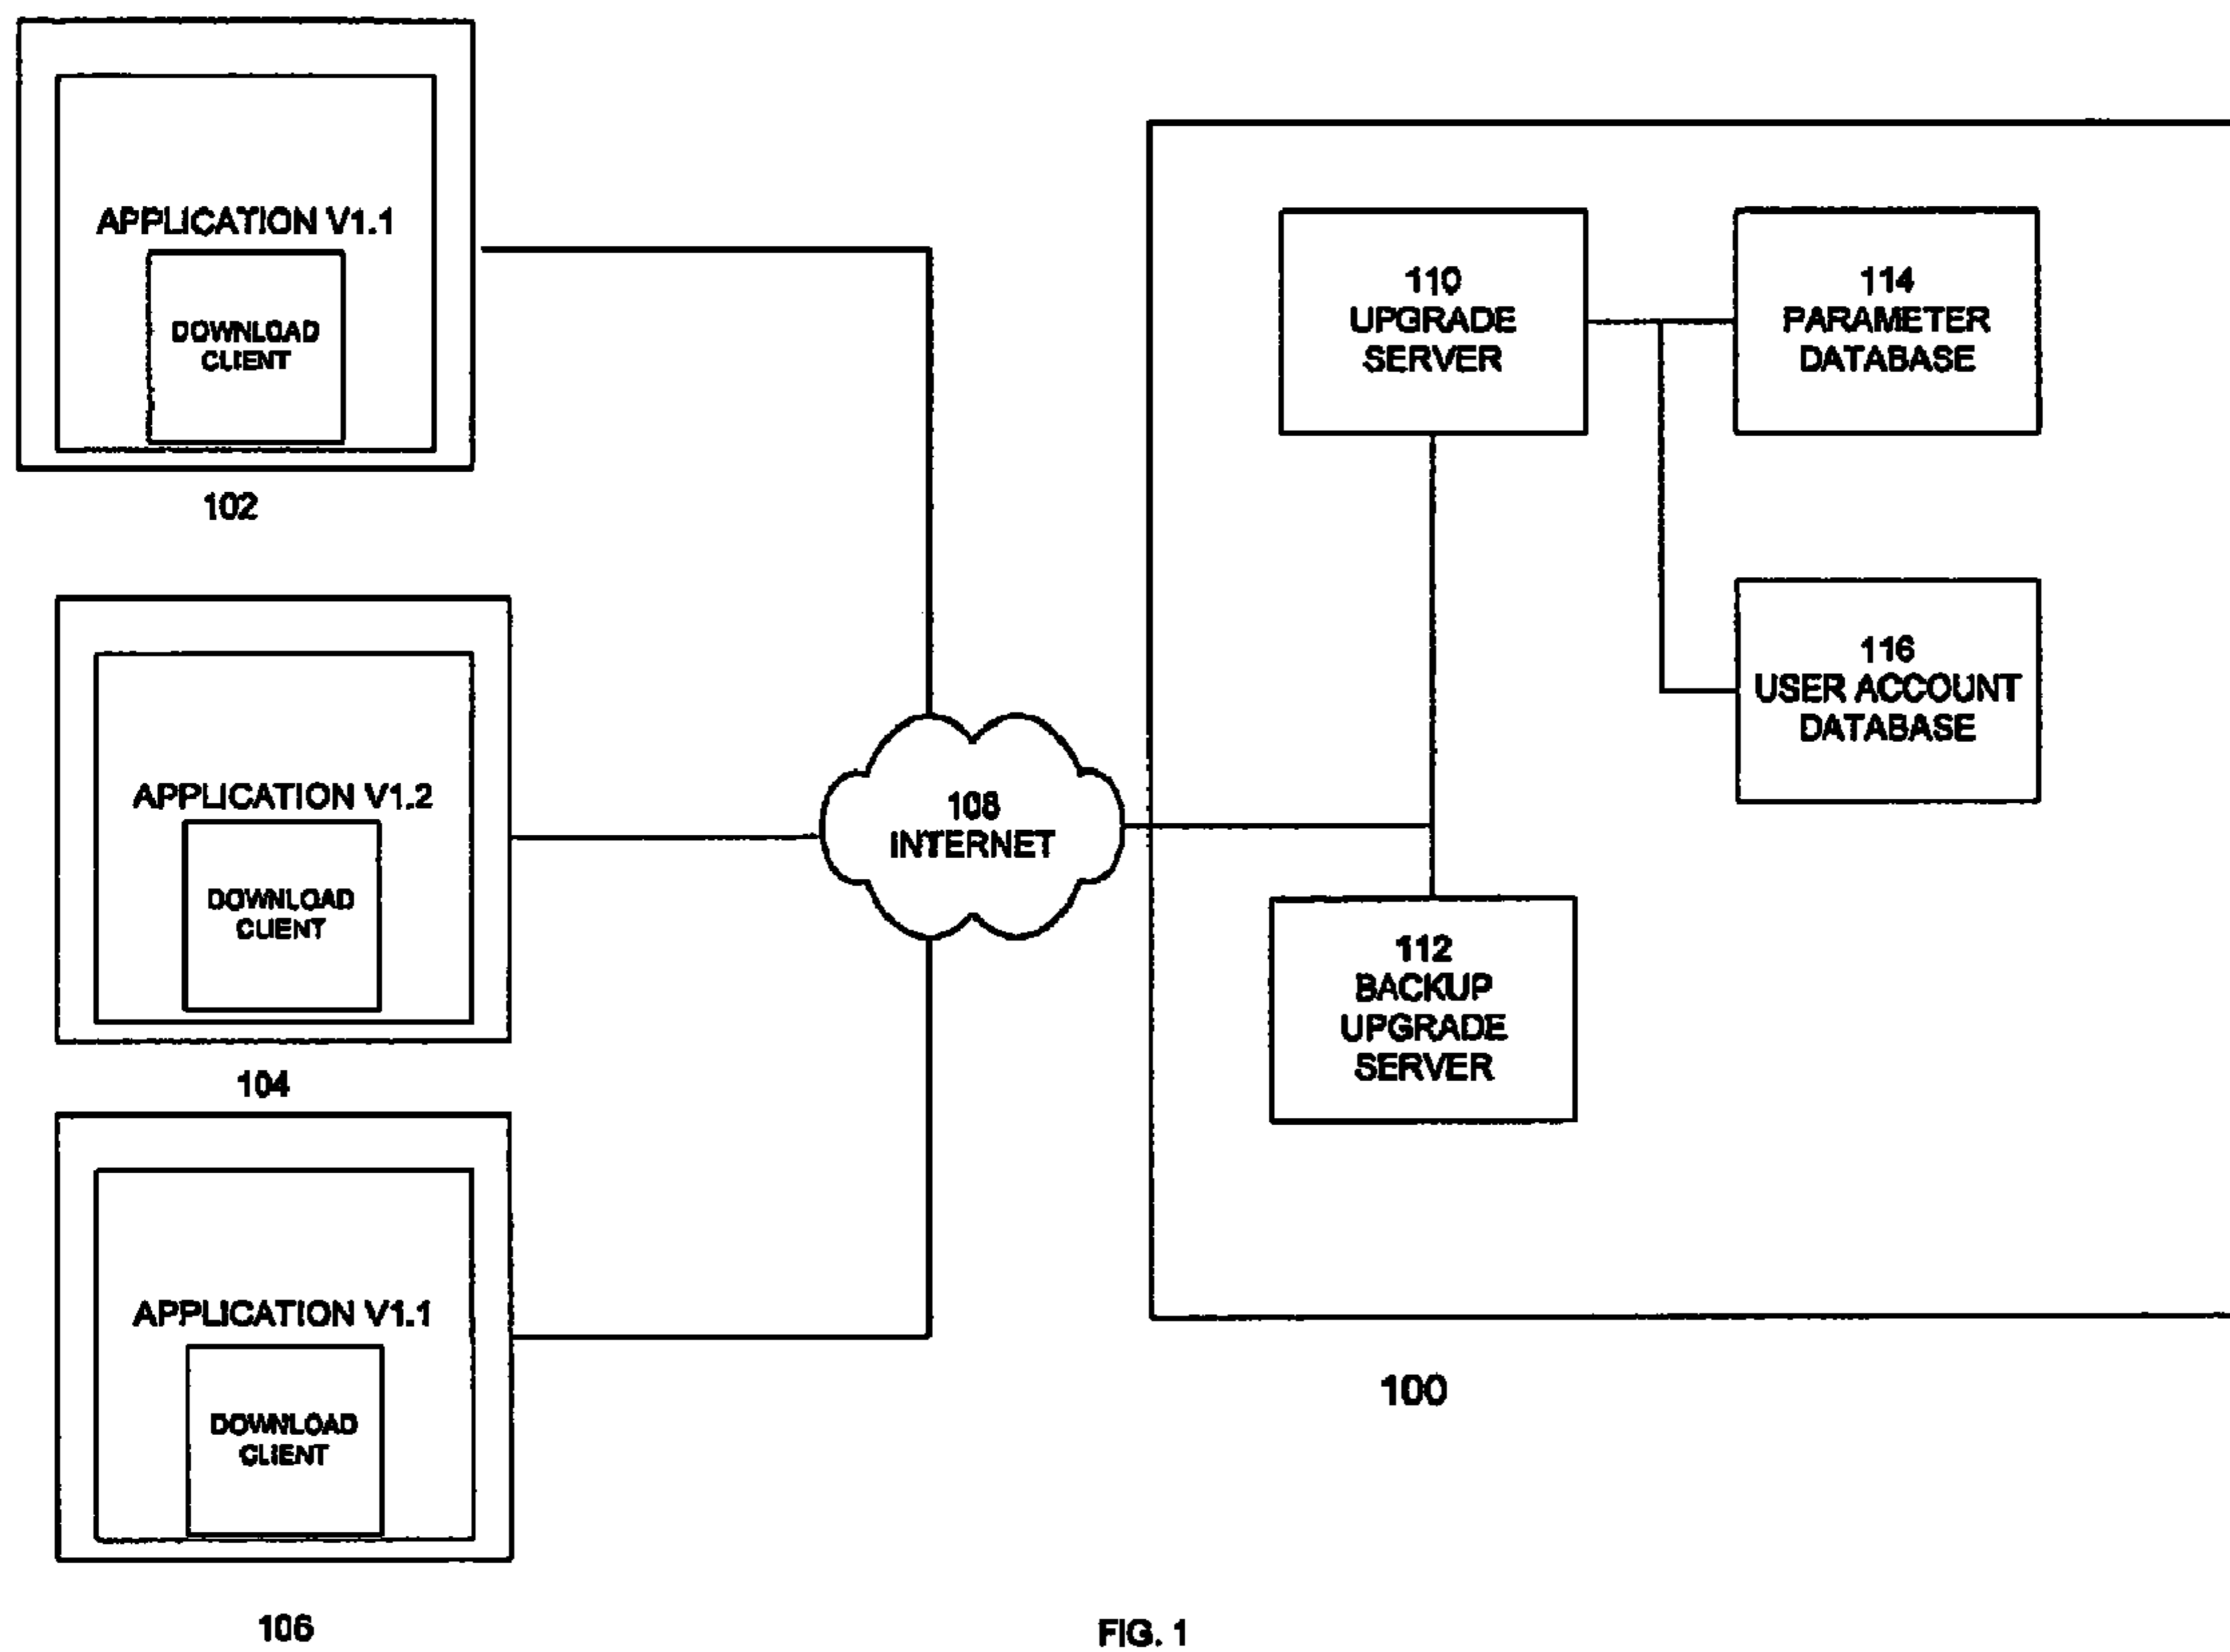 APPLICATION V1.1
DOWNLOAD
CLIENT
102
APPLICATION V1.2
DOWNLOAD
CLIENT
104
APPLICATION V1.1
DOWNLOAD
CLIENT
106
108
INTERNET
110
UPGRADE
SERVER
114
PARAMETER
DATABASE
116
USER ACCOUNT
DATABASE
112
BACKUP
UPGRADE
SERVER
100
FIG. 1